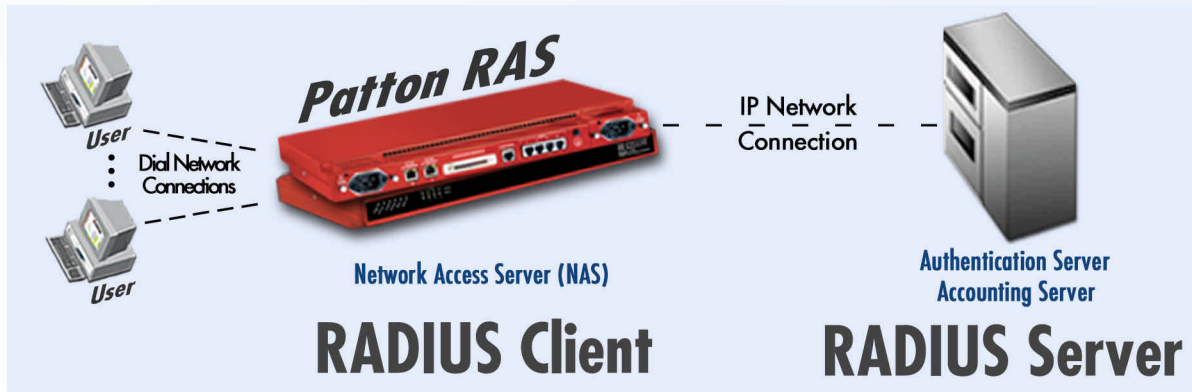 Patton RAS
User
Dial Network
Connections
User
IP Network
Connection
Network Access Server (NAS)
RADIUS Client
Authentication Server
Accounting Server
RADIUS Server